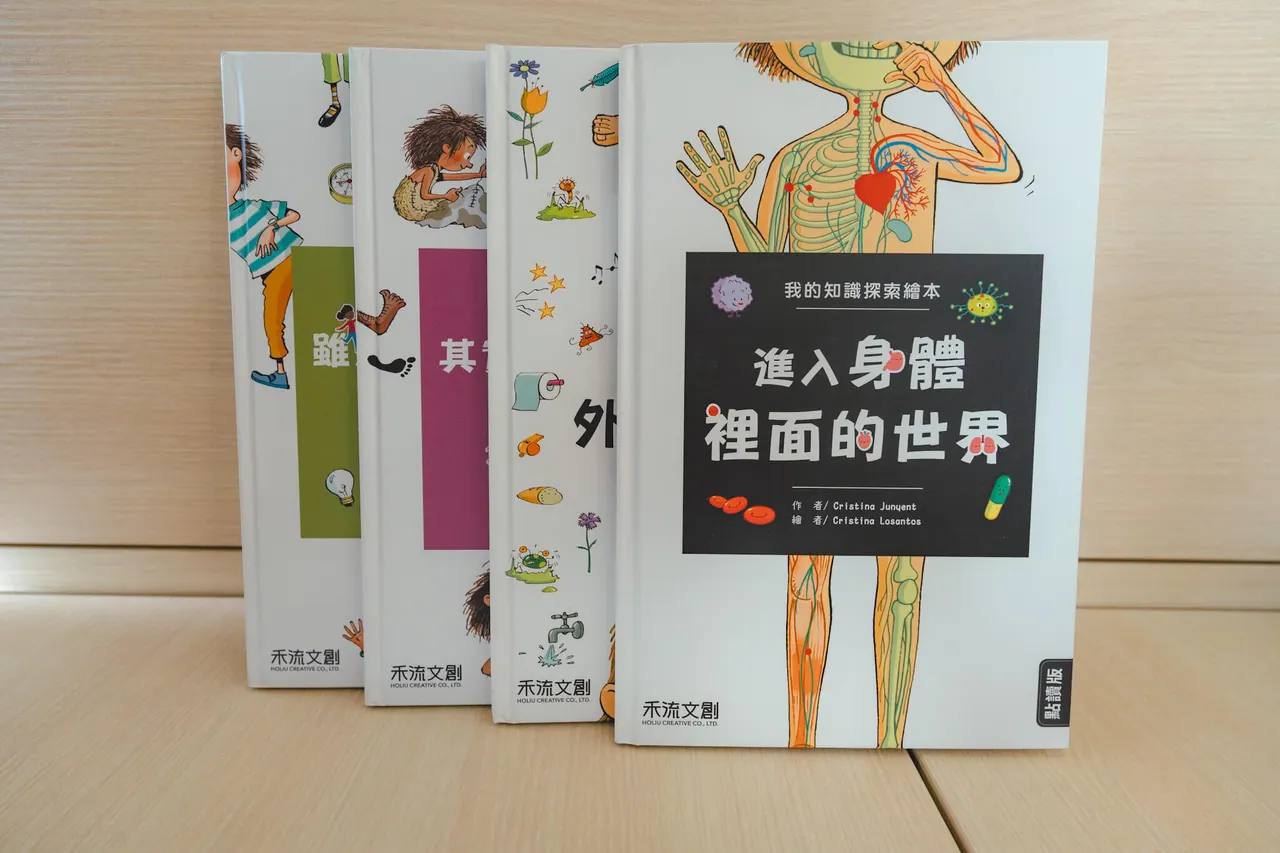 雖
禾流文創
HOLIU CREATIVE CO., LTD.
其
禾流文創
HOLIU CREATIVE CO., LTD.
外
禾流文創
HOLIU CREATIVE CO., LTD.
我的知識探索繪本
進入身體
裡面的世界
作 者/ Cristina Junyent
繪 者/ Cristina Losantos
禾流文創
HOLIU CREATIVE CO., LTD.
點讀版